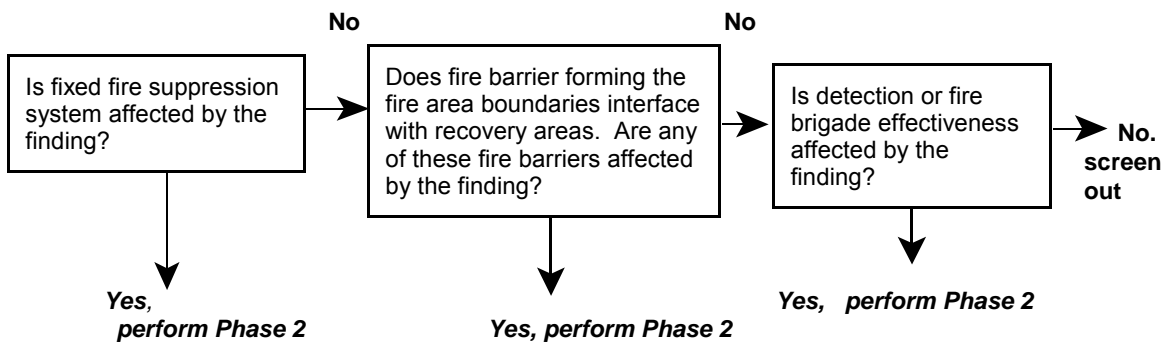 No
No
Is fixed fire suppression
system affected by the
finding?
Does fire barrier forming the
fire area boundaries interface
with recovery areas. Are any
of these fire barriers affected
by the finding?
Is detection or fire
brigade effectiveness
affected by the
finding?
No.
screen
out
Yes,
perform Phase 2
Yes, perform Phase 2
Yes, perform Phase 2